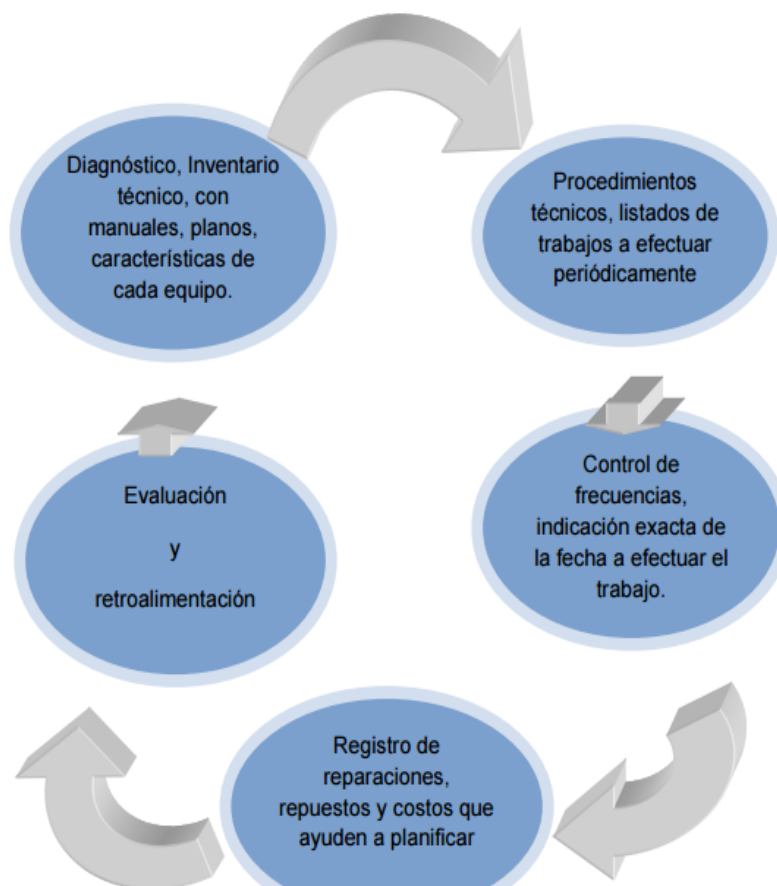 Diagnóstico, Inventario
técnico, con
manuales, planos,
características de
cada equipo.
Procedimientos
técnicos, listados de
trabajos a efectuar
periódicamente
Control de
frecuencias,
indicación exacta de
la fecha a efectuar el
trabajo.
Registro de
reparaciones,
repuestos y costos que
ayuden a planificar
Evaluación
y
retroalimentación